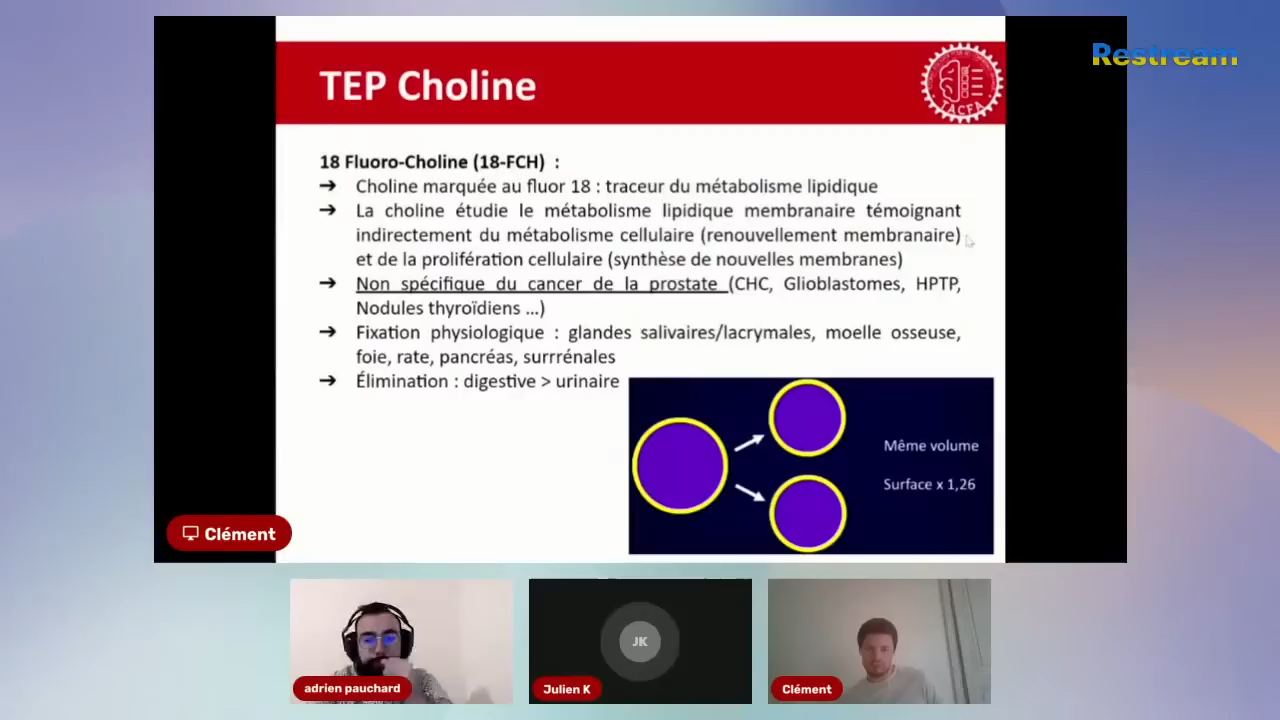 Restream
TEP Choline
TACFA
18 Fluoro-Choline (18-FCH) :
➔ Choline marquée au fluor 18 : traceur du métabolisme lipidique
➔ La choline étudie le métabolisme lipidique membranaire témoignant
indirectement du métabolisme cellulaire (renouvellement membranaire)
et de la prolifération cellulaire (synthèse de nouvelles membranes)
➔ Non spécifique du cancer de la prostate (CHC, Glioblastomes, HPTP,
Nodules thyroïdiens ...)
➔ Fixation physiologique : glandes salivaires/lacrymales, moelle osseuse,
foie, rate, pancréas, surrrénales
➔ Élimination : digestive > urinaire
Même volume
Surface x 1,26
Clément
JK
adrien pauchard
Julien K
Clément